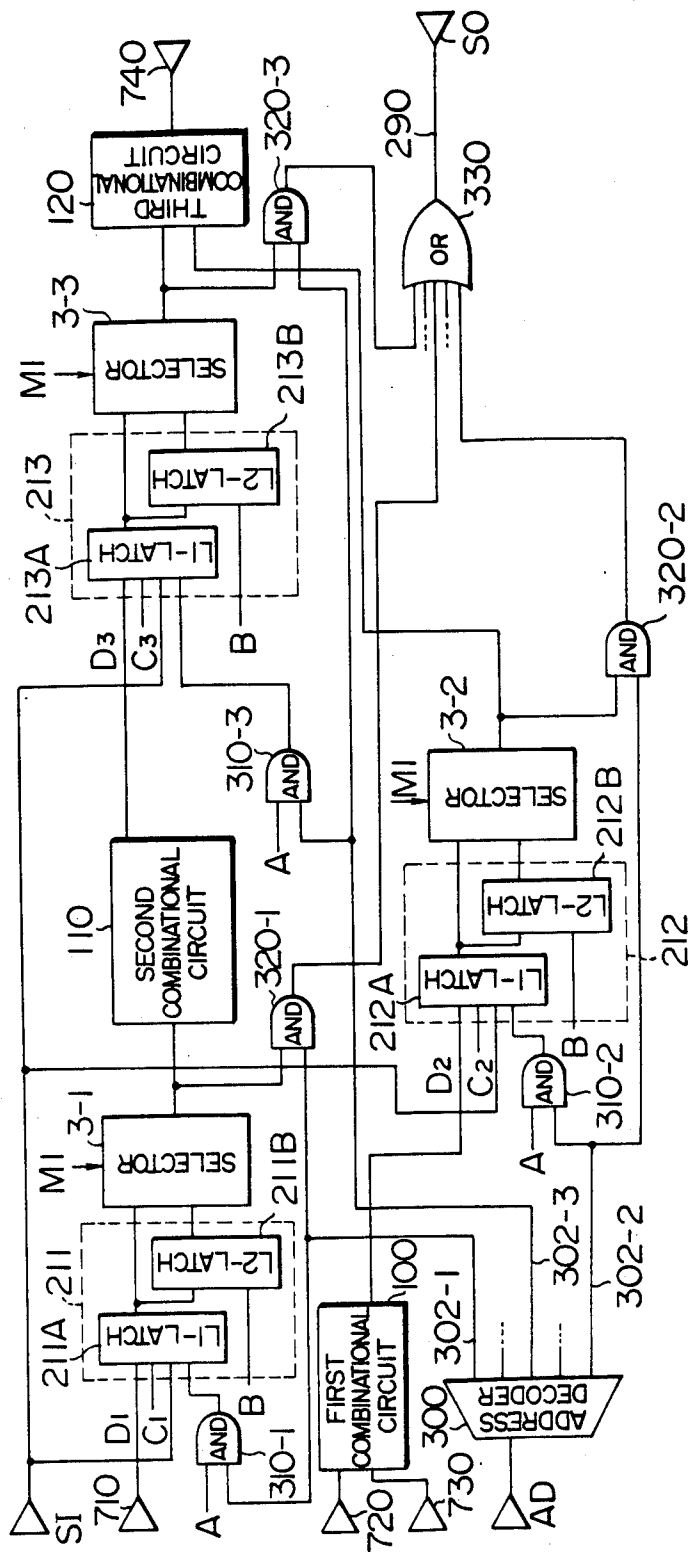 SI
710
D1
C1
A
310-1
AND
211A
211
L1-LATCH
L2-LATCH
B
211B
MI
3-1
SELECTOR
320-1
AND
110
SECOND
COMBINATIONAL
CIRCUIT
A
310-3
AND
D3
C3
B
213A
213
L1-LATCH
L2-LATCH
213B
MI
3-3
SELECTOR
120
THIRD
COMBINATIONAL
CIRCUIT
740
320-3
AND
720
730
FIRST
COMBINATIONAL
CIRCUIT
100
D2
C2
A
AND
310-2
B
212A
L1-LATCH
L2-LATCH
212B
212
MI
3-2
SELECTOR
AND
320-2
AD
300
ADDRESS
DECODER
302-1
302-3
302-2
OR
330
290
SO